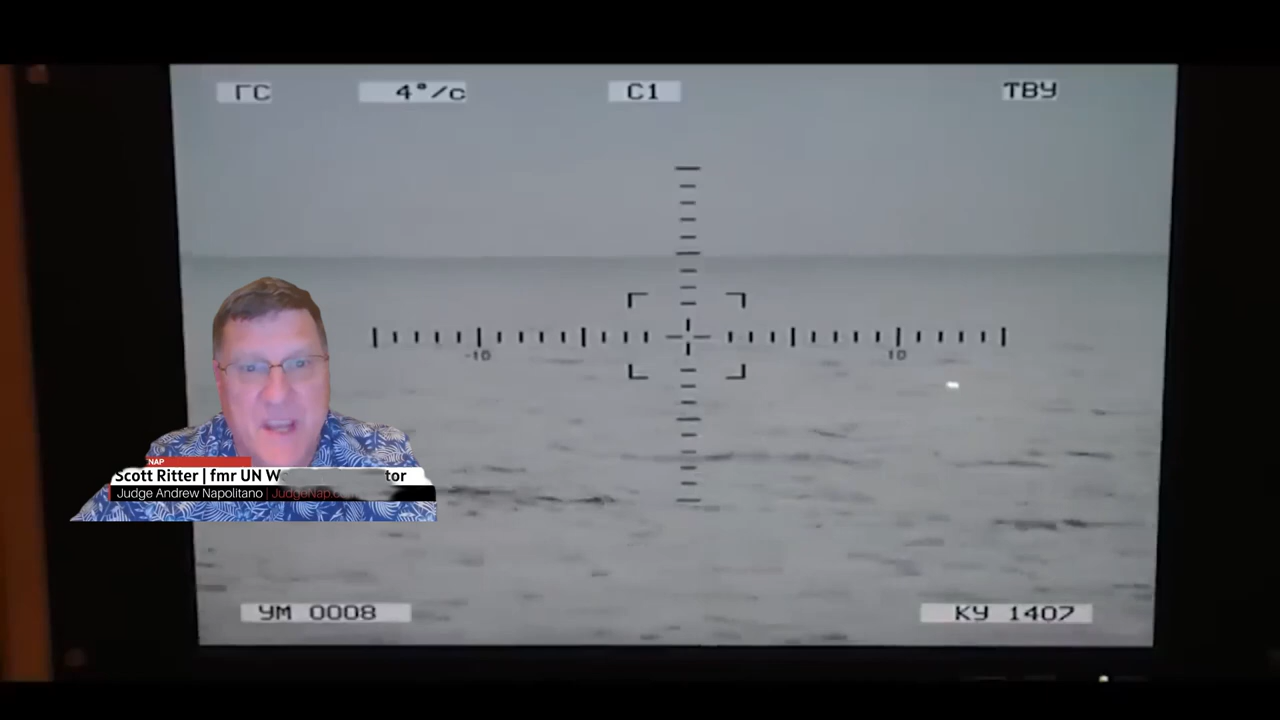 ГС 4°/с С1 ТВУ
-10 10
NAP
Scott Ritter | fmr UN W tor
Judge Andrew Napolitano | JudgeNap.c
УМ 0008 КУ 1407